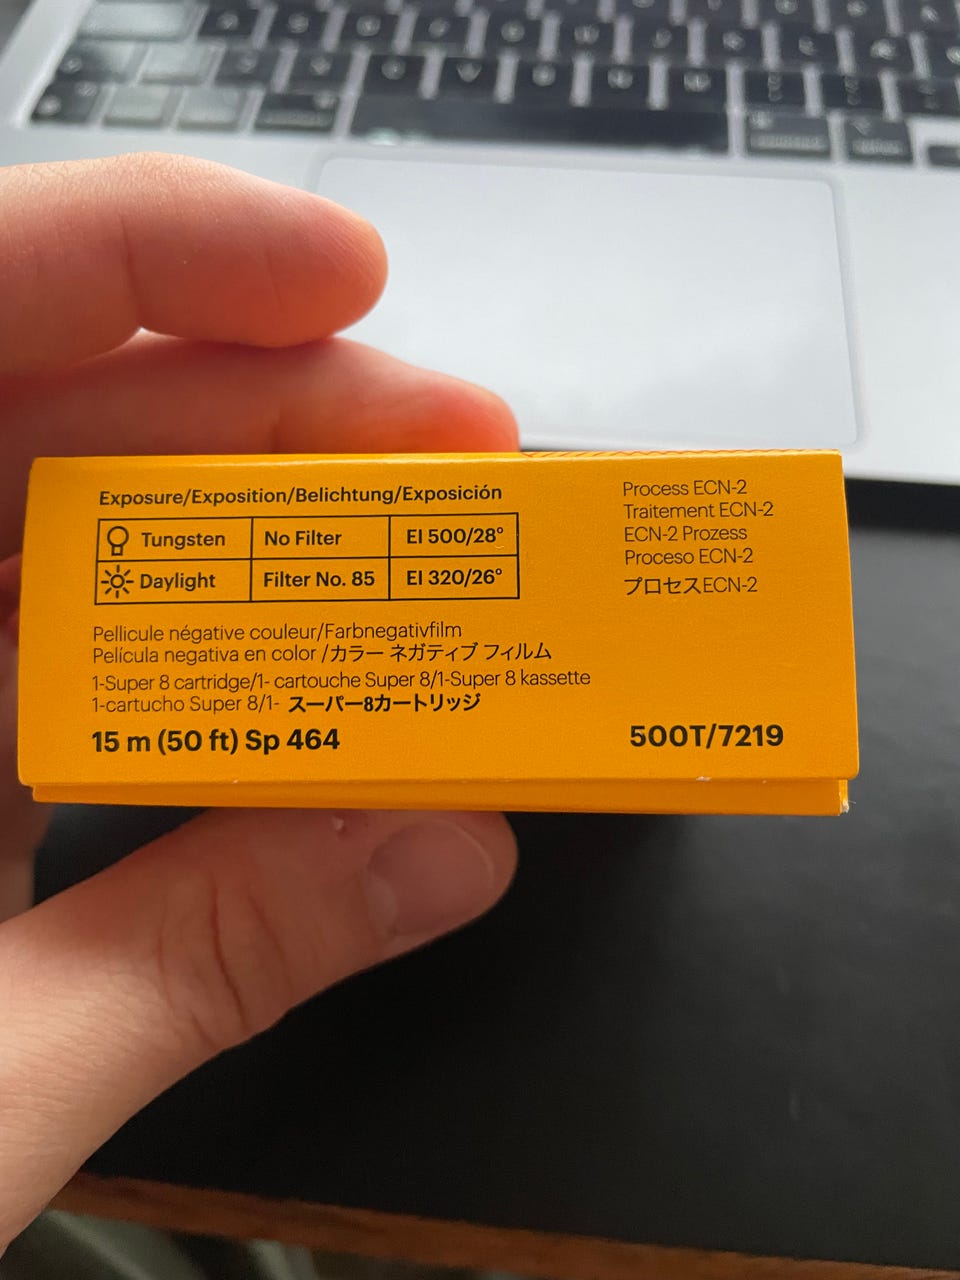 Exposure/Exposition/Belichtung/Exposición
Tungsten No Filter EI 500/28°
Daylight Filter No. 85 EI 320/26°
Process ECN-2
Traitement ECN-2
ECN-2 Prozess
Proceso ECN-2
プロセスECN-2
Pellicule négative couleur/Farbnegativfilm
Película negativa en color /カラー ネガティブ フィルム
1-Super 8 cartridge/1- cartouche Super 8/1-Super 8 kassette
1-cartucho Super 8/1- スーパー8カートリッジ
15 m (50 ft) Sp 464
500T/7219